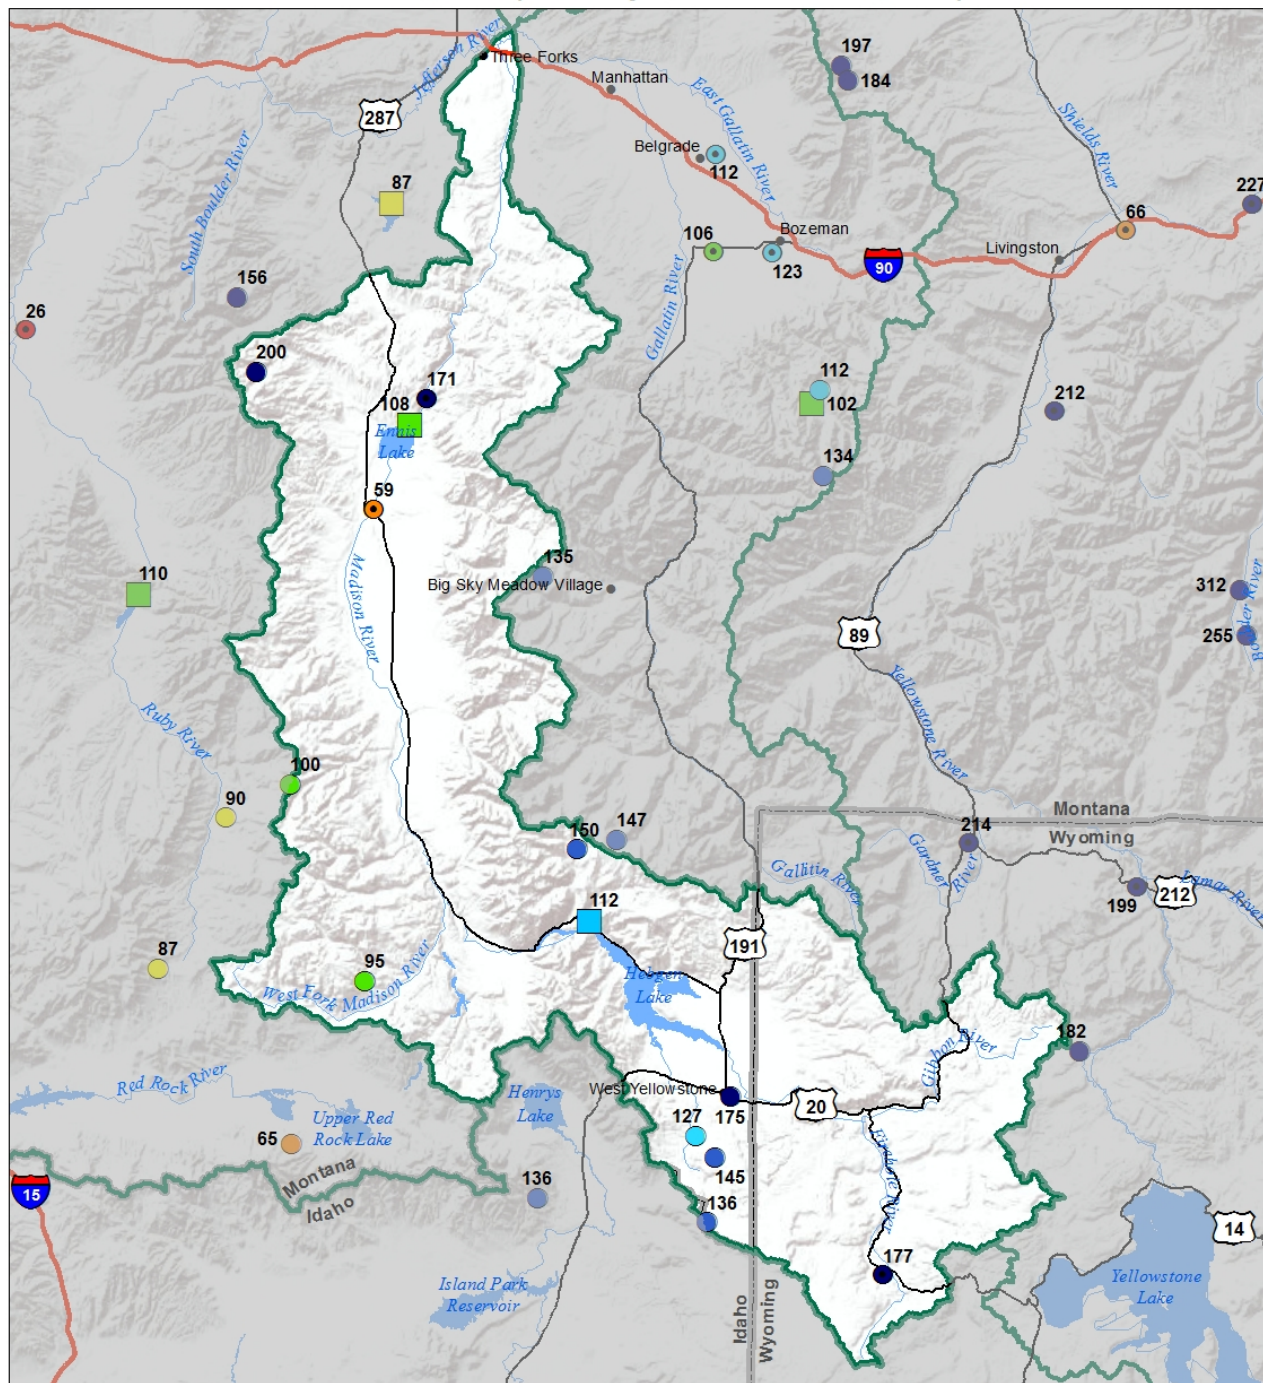 197
184
Jefferson River
Three Forks
Manhattan
287
East Gallatin River
Shields River
Belgrade
112
South Boulder River
87
227
66
106
Bozeman
Livingston
123
90
156
Gallatin River
26
200
171
112
102
212
108
Ennis
Lake
134
59
135
Big Sky Meadow Village
Madison River
110
312
255
89
Ruby River
Yellowstone River
100
90
150
147
Montana
Wyoming
214
Gardner
River
Gallitin River
199
212
Lamar River
112
191
87
95
West Fork Madison River
Hebgen
Lake
182
Gibbon River
Red Rock River
Henrys
Lake
West Yellowstone
175
20
Upper Red
Rock Lake
65
127
145
Firehole River
Montana
Idaho
15
136
136
14
177
Island Park
Reservoir
Yellowstone
Lake
Idaho
Wyoming